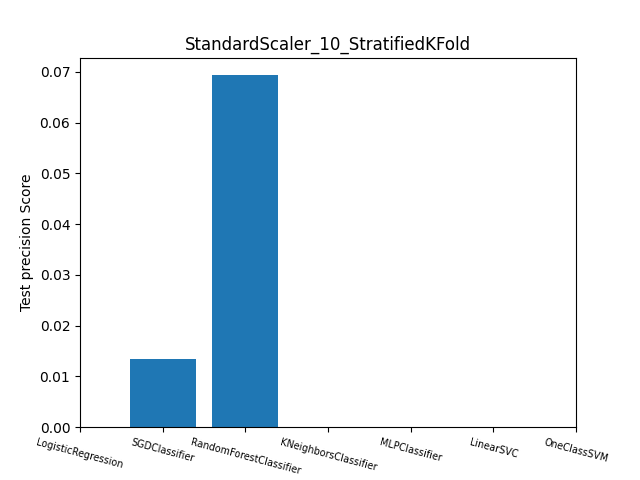 StandardScaler_10_StratifiedKFold
Test precision Score
0.07
0.06
0.05
0.04
0.03
0.02
0.01
0.00
LogisticRegression
SGDClassifier
RandomForestClassifier
KNeighborsClassifier
MLPClassifier
LinearSVC
OneClassSVM